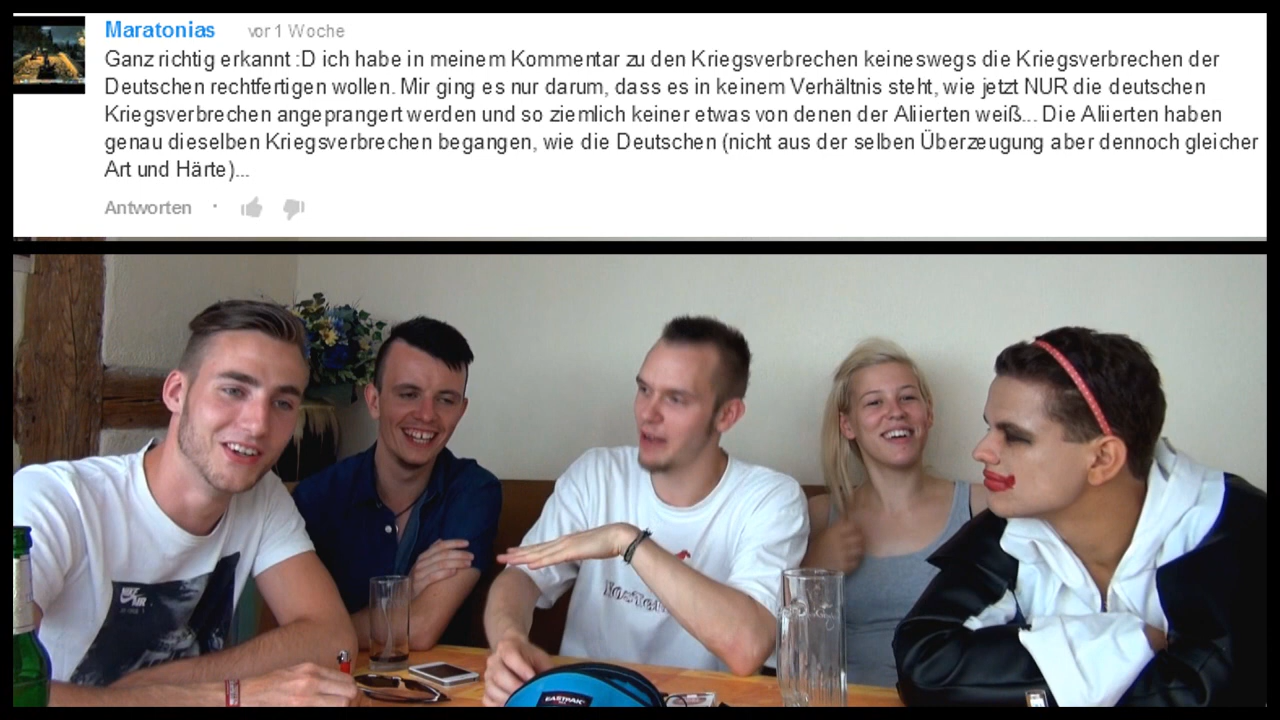 Maratonias vor 1 Woche
Ganz richtig erkannt :D ich habe in meinem Kommentar zu den Kriegsverbrechen keineswegs die Kriegsverbrechen der
Deutschen rechtfertigen wollen. Mir ging es nur darum, dass es in keinem Verhältnis steht, wie jetzt NUR die deutschen
Kriegsverbrechen angeprangert werden und so ziemlich keiner etwas von denen der Aliierten weiß... Die Aliierten haben
genau dieselben Kriegsverbrechen begangen, wie die Deutschen (nicht aus der selben Überzeugung aber dennoch gleicher
Art und Härte)...
Antworten ·
EASTPAK